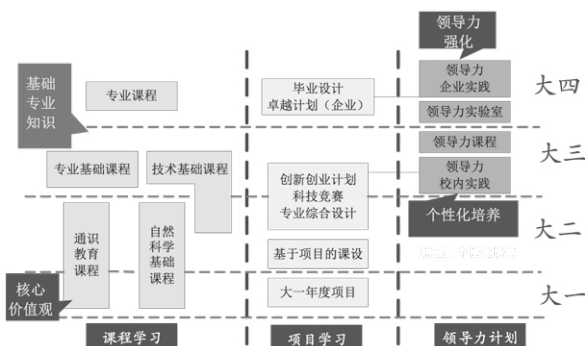 领导力
强化
基础
专业
知识
专业课程
毕业设计
卓越计划（企业）
领导力
企业实践
领导力实验室
大四
专业基础课程
技术基础课程
创新创业计划
科技竞赛
专业综合设计
领导力课程
领导力
校内实践
大三
通识
教育
课程
自然
科学
基础
课程
基于项目的课设
个性化培养
大二
核心
价值观
大一年度项目
大一
课程学习
项目学习
领导力计划